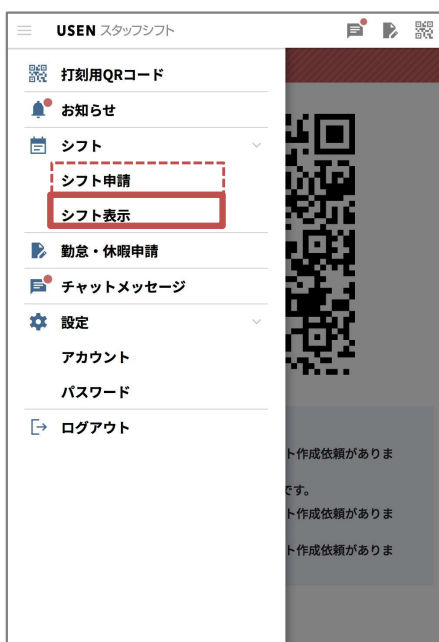 USEN スタッフシフト
打刻用QRコード
お知らせ
シフト
シフト申請
シフト表示
勤怠・休暇申請
チャットメッセージ
設定
アカウント
パスワード
ログアウト
ト作成依頼がありま
です。
ト作成依頼がありま
ト作成依頼がありま